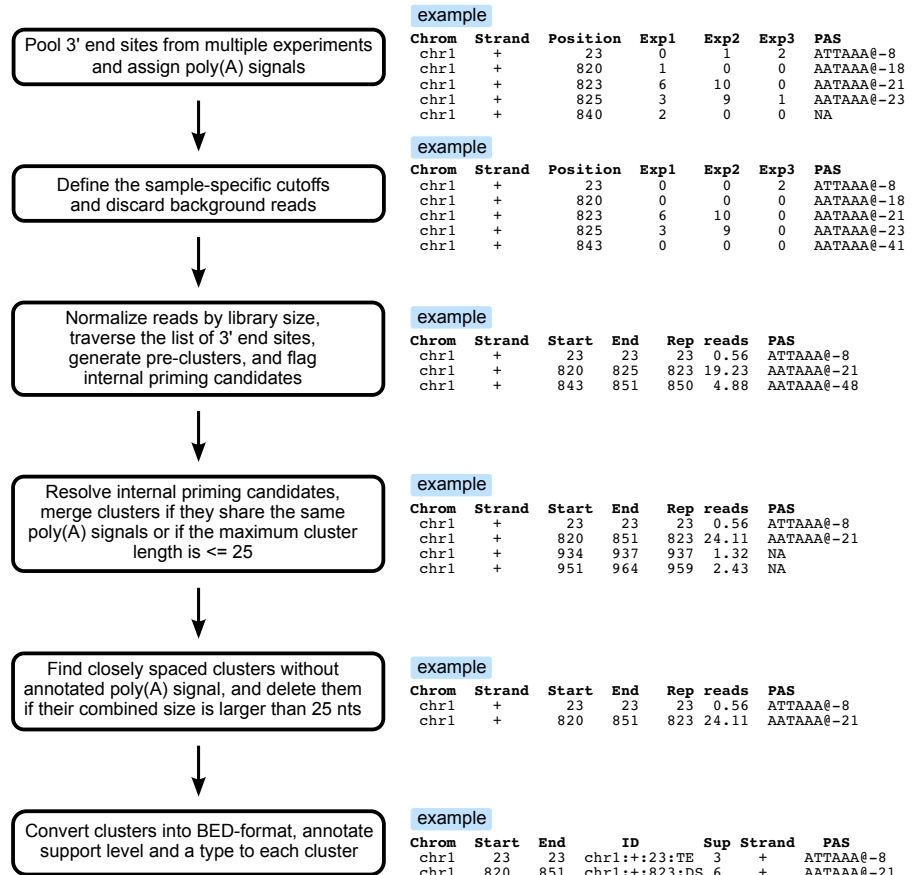 Pool 3' end sites from multiple experiments
and assign poly(A) signals
example
Chrom Strand Position Exp1 Exp2 Exp3 PAS
chr1 + 23 0 1 2 ATTAAA@-8
chr1 + 820 1 0 0 AATAAA@-18
chr1 + 823 6 10 0 AATAAA@-21
chr1 + 825 3 9 1 AATAAA@-23
chr1 + 840 2 0 0 NA
Define the sample-specific cutoffs
and discard background reads
example
Chrom Strand Position Exp1 Exp2 Exp3 PAS
chr1 + 23 0 0 2 ATTAAA@-8
chr1 + 820 0 0 0 AATAAA@-18
chr1 + 823 6 10 0 AATAAA@-21
chr1 + 825 3 9 0 AATAAA@-23
chr1 + 843 0 0 0 AATAAA@-41
Normalize reads by library size,
traverse the list of 3' end sites,
generate pre-clusters, and flag
internal priming candidates
example
Chrom Strand Start End Rep reads PAS
chr1 + 23 23 23 0.56 ATTAAA@-8
chr1 + 820 825 823 19.23 AATAAA@-21
chr1 + 843 851 850 4.88 AATAAA@-48
Resolve internal priming candidates,
merge clusters if they share the same
poly(A) signals or if the maximum cluster
length is <= 25
example
Chrom Strand Start End Rep reads PAS
chr1 + 23 23 23 0.56 ATTAAA@-8
chr1 + 820 851 823 24.11 AATAAA@-21
chr1 + 934 937 937 1.32 NA
chr1 + 951 964 959 2.43 NA
Find closely spaced clusters without
annotated poly(A) signal, and delete them
if their combined size is larger than 25 nts
example
Chrom Strand Start End Rep reads PAS
chr1 + 23 23 23 0.56 ATTAAA@-8
chr1 + 820 851 823 24.11 AATAAA@-21
Convert clusters into BED-format, annotate
support level and a type to each cluster
example
Chrom Start End ID Sup Strand PAS
chr1 23 23 chr1:+:23:TE 3 + ATTAAA@-8
chr1 820 851 chr1:+:823:DS 6 + AATAAA@-21